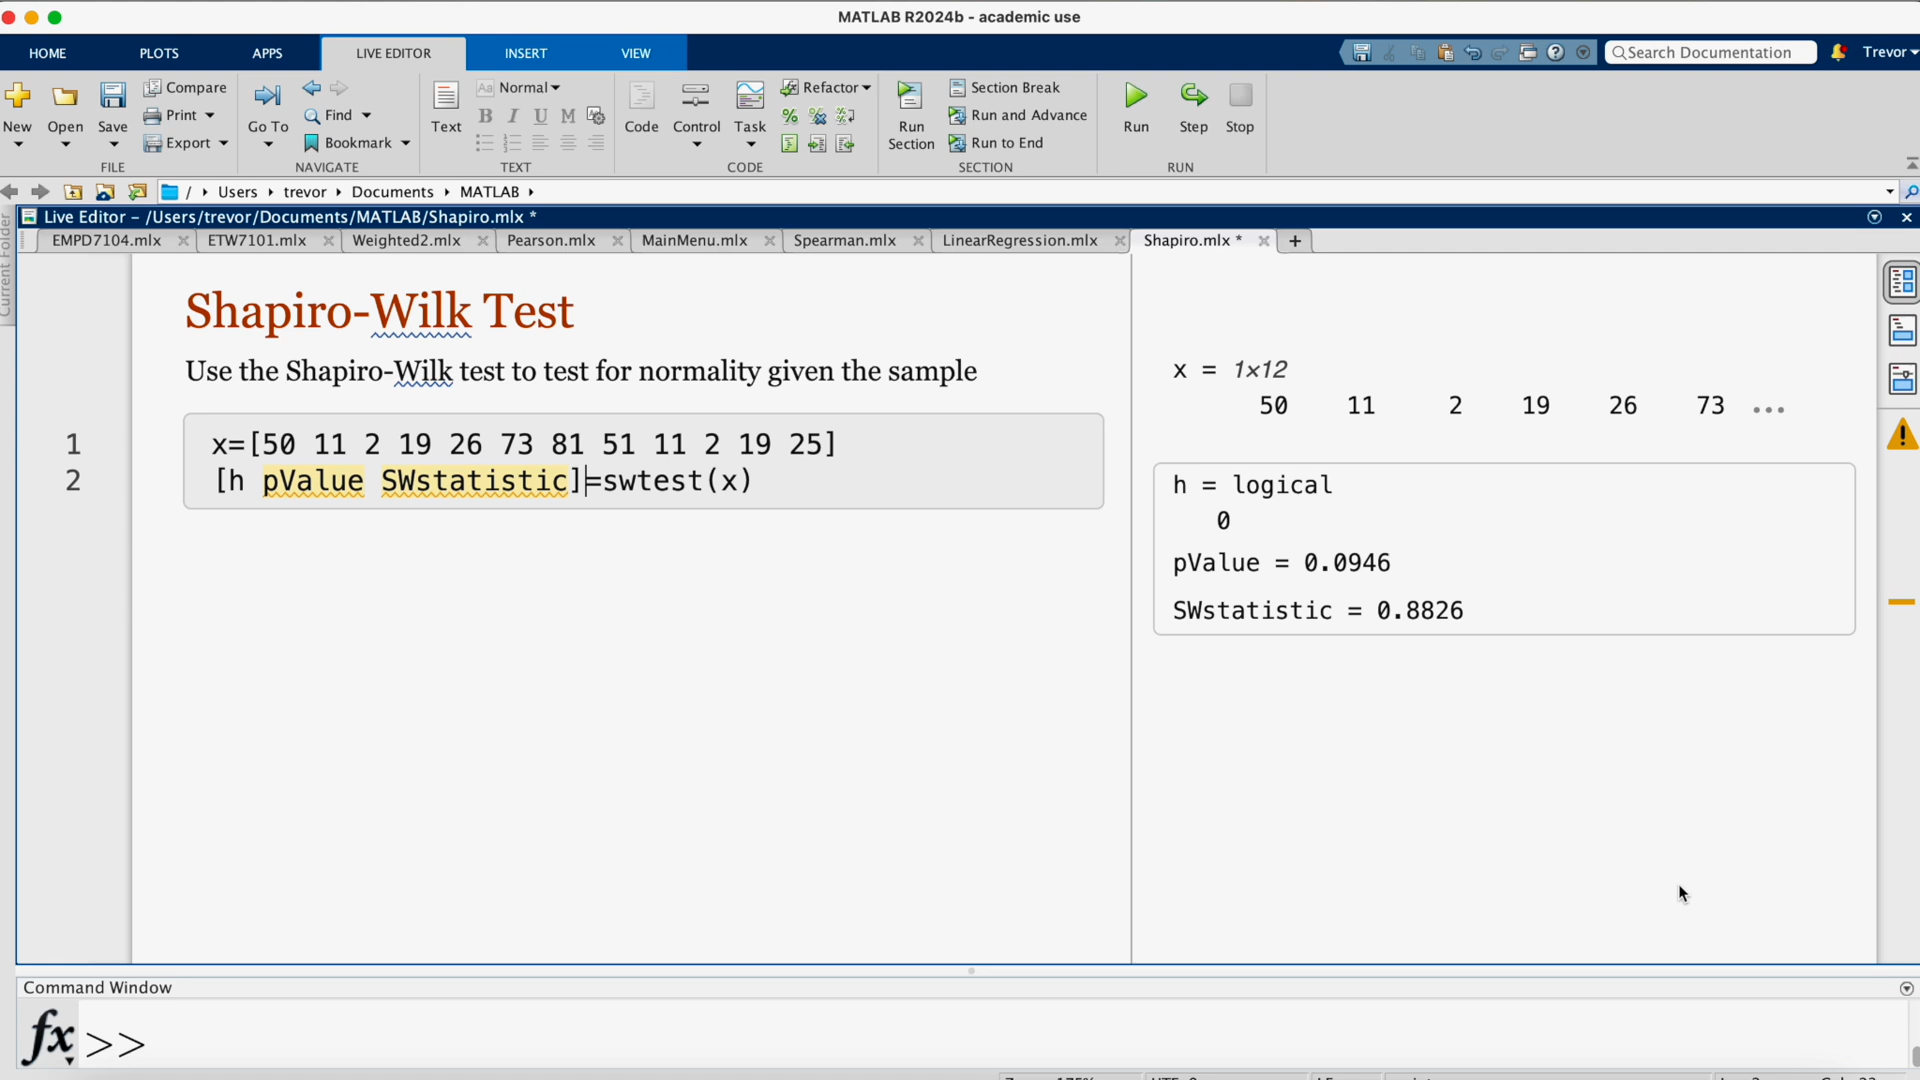 MATLAB R2024b - academic use
HOME PLOTS APPS LIVE EDITOR INSERT VIEW Search Documentation Trevor
New Open Save Compare Print Export Go To Find Bookmark Text Normal B I U M Code Control Task Refactor Run Section Section Break Run and Advance Run to End Run Step Stop
FILE NAVIGATE TEXT CODE SECTION RUN
/ Users trevor Documents MATLAB
Current Folder
Live Editor - /Users/trevor/Documents/MATLAB/Shapiro.mlx *
EMPD7104.mlx ETW7101.mlx Weighted2.mlx Pearson.mlx MainMenu.mlx Spearman.mlx LinearRegression.mlx Shapiro.mlx * +
Shapiro-Wilk Test
Use the Shapiro-Wilk test to test for normality given the sample
1 x=[50 11 2 19 26 73 81 51 11 2 19 25]
2 [h pValue SWstatistic]=swtest(x)
x = 1×12
50 11 2 19 26 73 ...
h = logical
0
pValue = 0.0946
SWstatistic = 0.8826
Command Window
fx >>